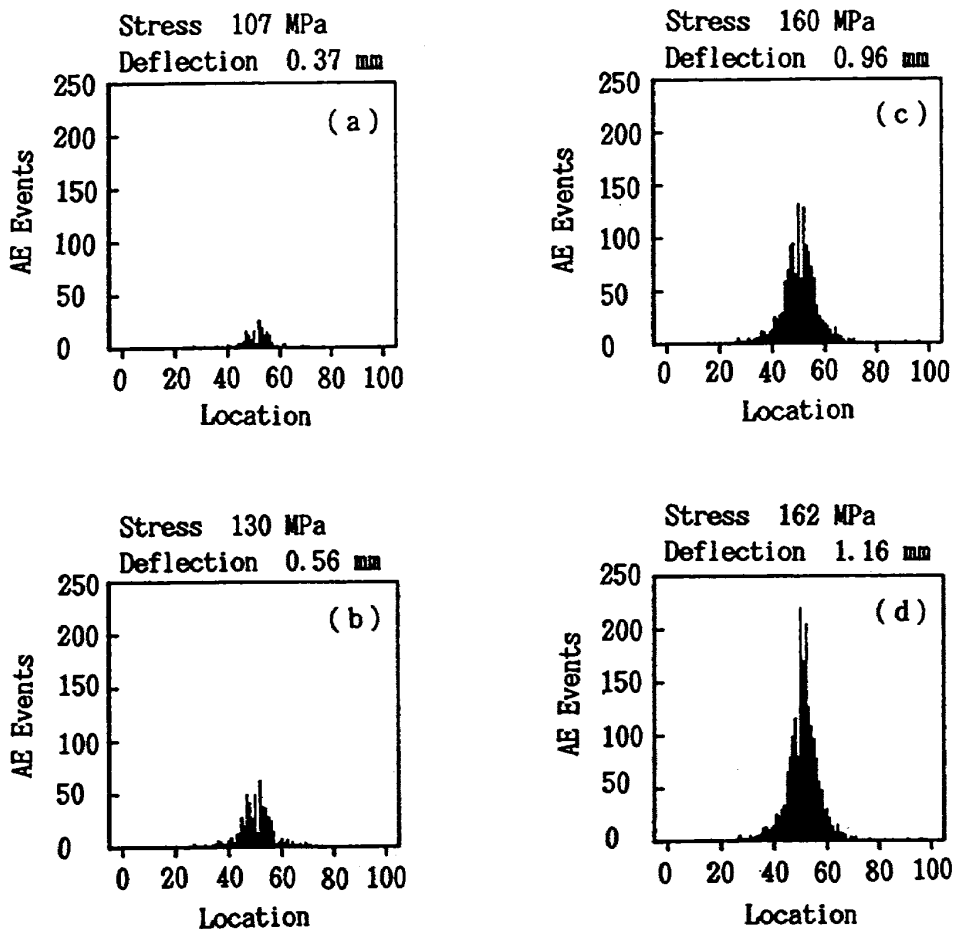 Stress 107 MPa
Deflection 0.37 mm
(a)
250
200
150
100
50
0
AE Events
0 20 40 60 80 100
Location
Stress 130 MPa
Deflection 0.56 mm
(b)
250
200
150
100
50
0
AE Events
0 20 40 60 80 100
Location
Stress 160 MPa
Deflection 0.96 mm
(c)
250
200
150
100
50
0
AE Events
0 20 40 60 80 100
Location
Stress 162 MPa
Deflection 1.16 mm
(d)
250
200
150
100
50
0
AE Events
0 20 40 60 80 100
Location